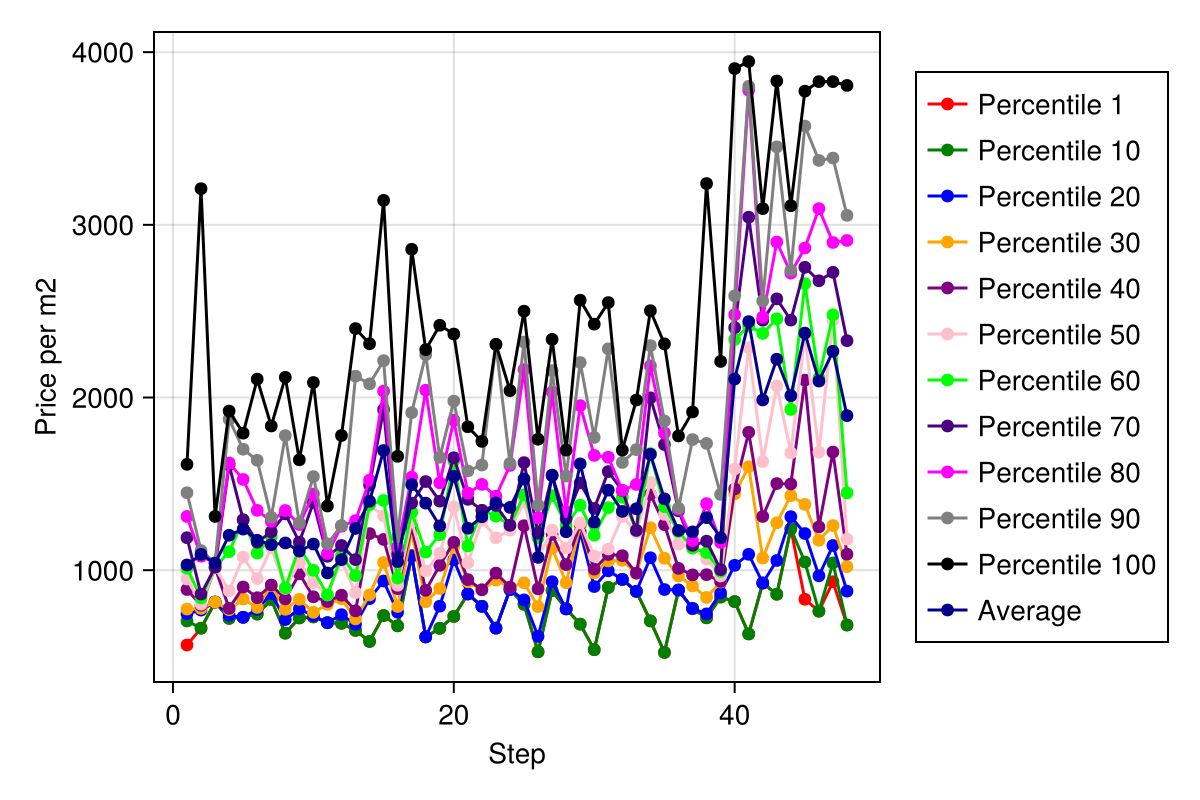 4000
3000
2000
1000
Price per m2
0
20
40
Step
Percentile 1
Percentile 10
Percentile 20
Percentile 30
Percentile 40
Percentile 50
Percentile 60
Percentile 70
Percentile 80
Percentile 90
Percentile 100
Average